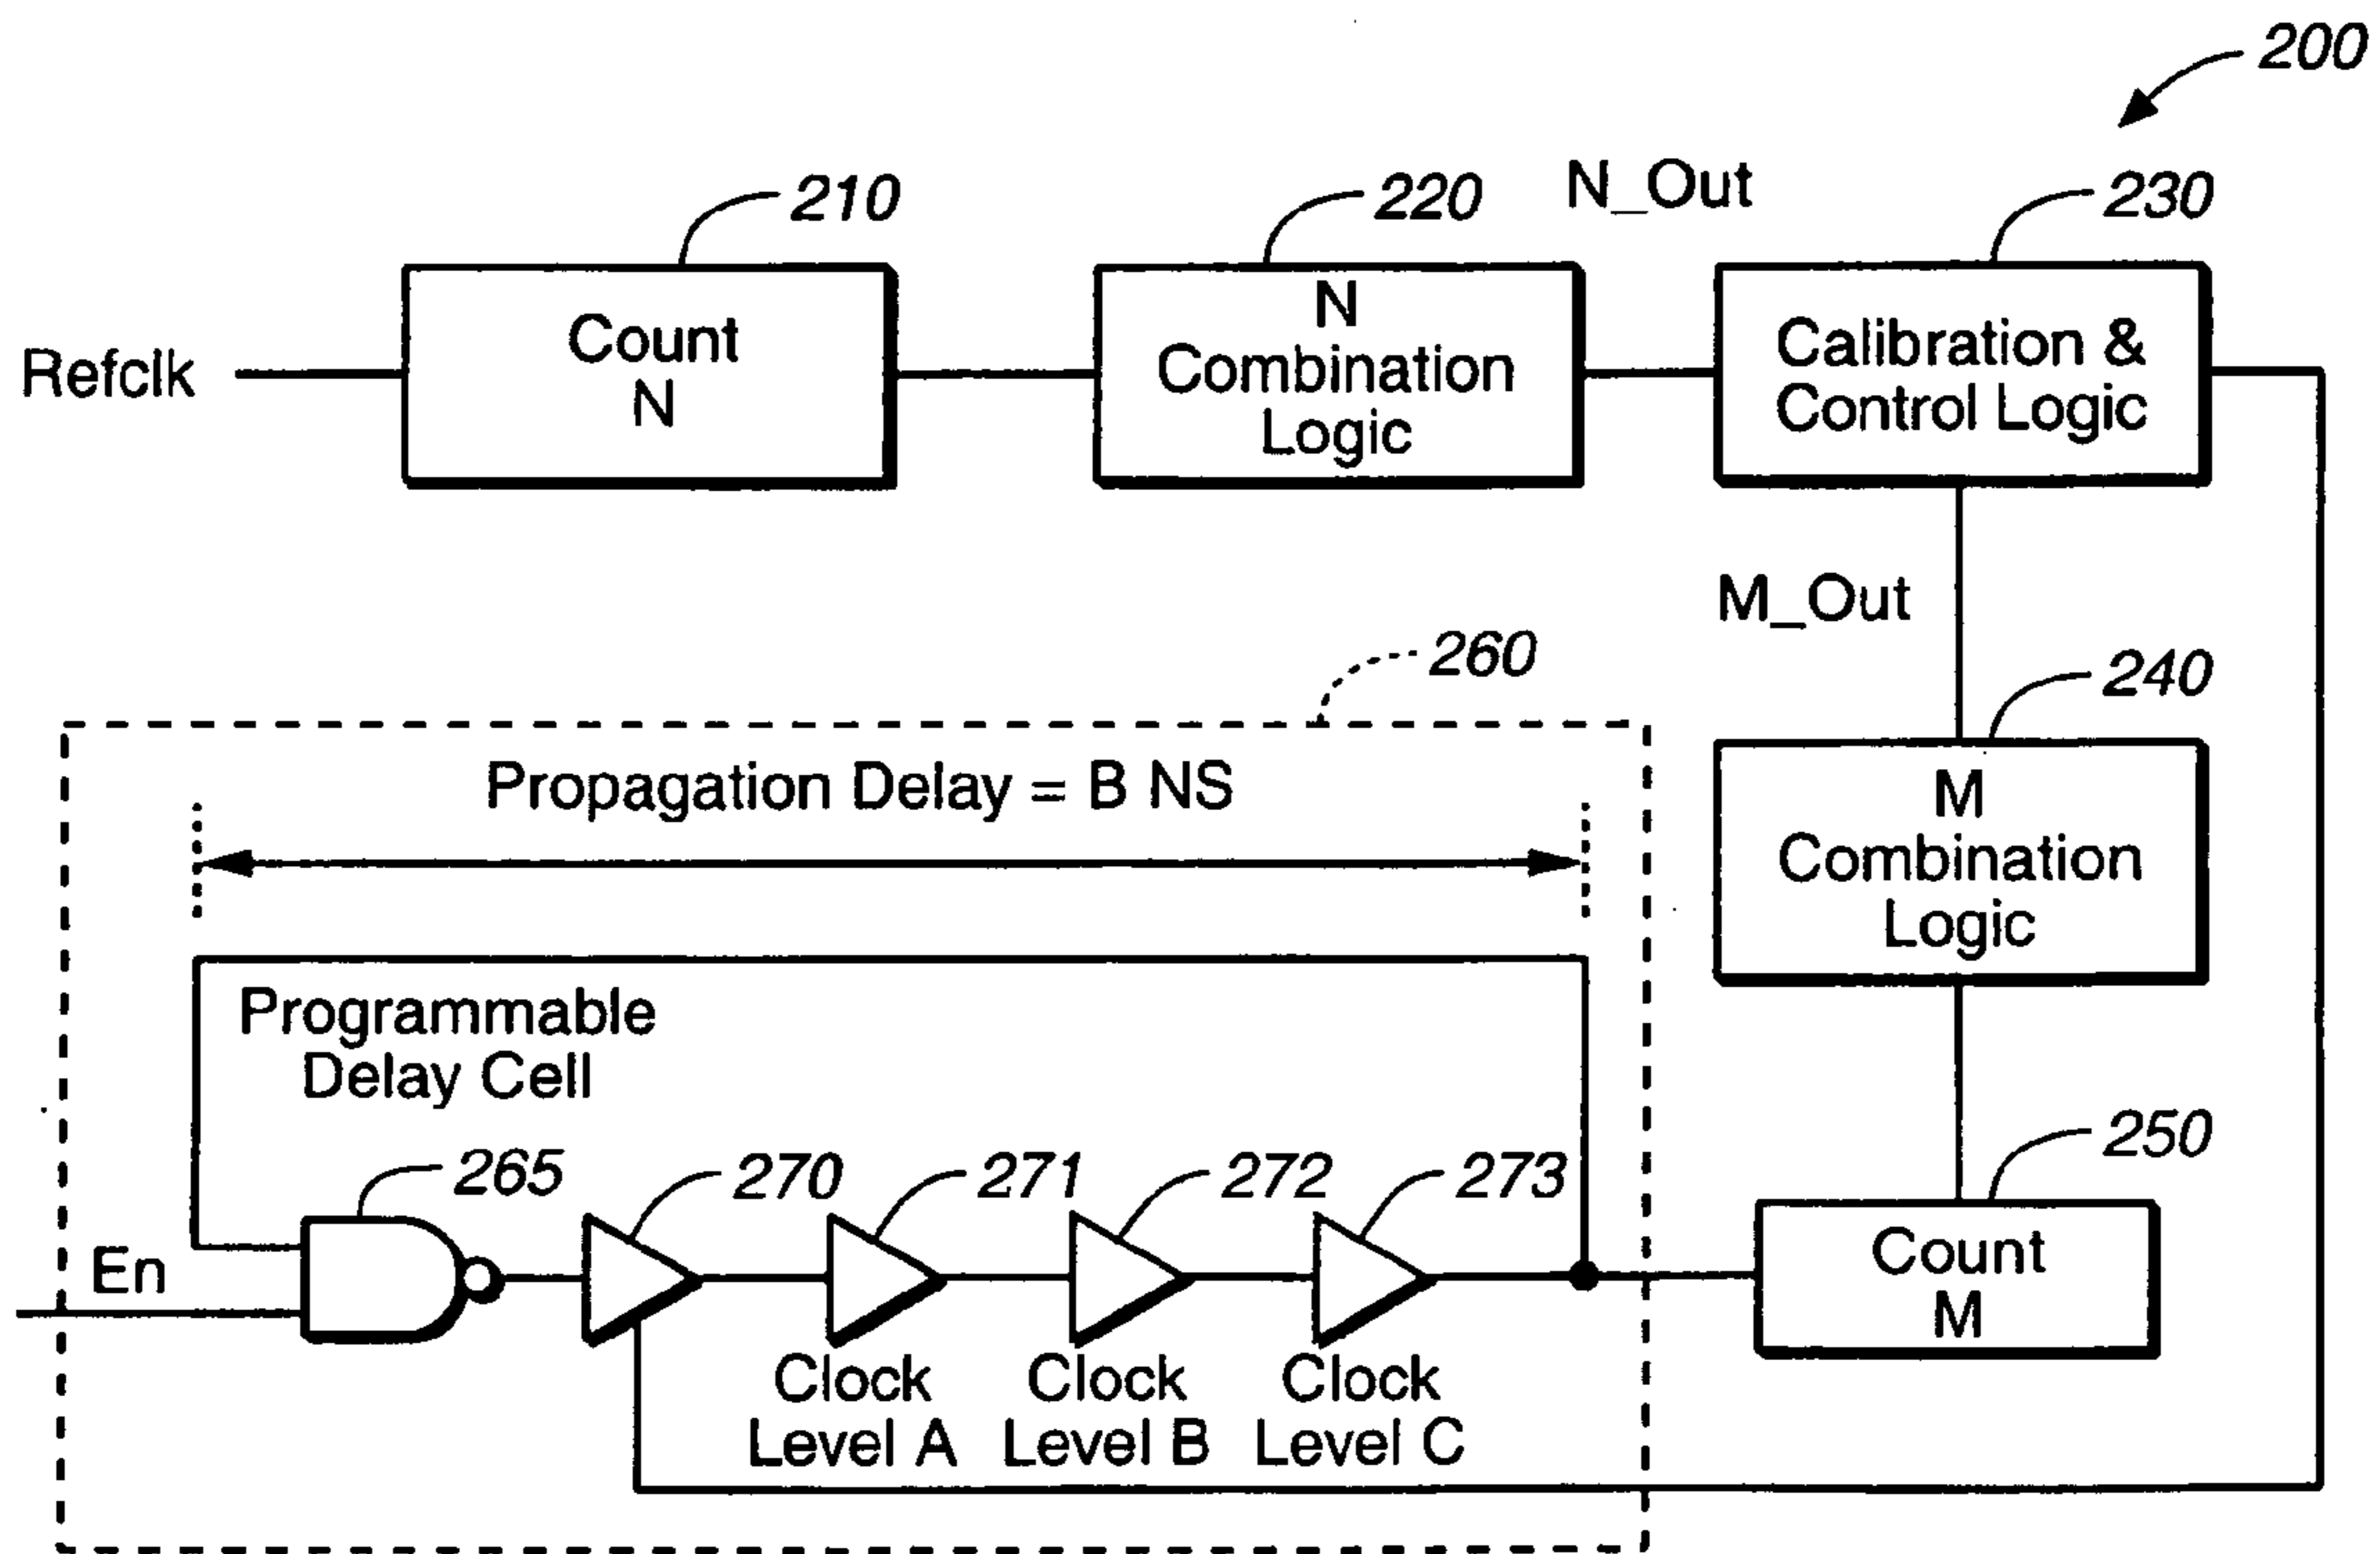 200
210
220
N_Out
230
Refclk
Count
N
N
Combination
Logic
Calibration &
Control Logic
M_Out
260
240
Propagation Delay = B NS
M
Combination
Logic
Programmable
Delay Cell
265
270
271
272
273
250
En
Count
M
Clock
Level A
Clock
Level B
Clock
Level C